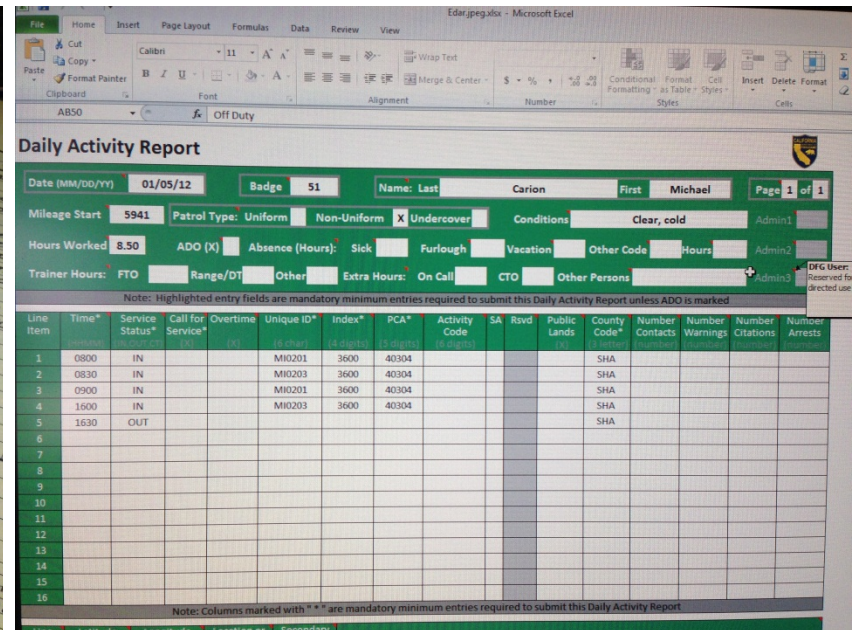 Edar.jpeg.xlsx - Microsoft Excel
File Home Insert Page Layout Formulas Data Review View
Cut
Copy
Format Painter
Paste
Clipboard
Calibri 11 A A
B I U A
Font
Wrap Text
Merge & Center
Alignment
$ % ,
Number
Conditional Formatting Format as Table Cell Styles
Styles
Insert Delete Format
Cells
AB50 fx Off Duty
Daily Activity Report
CALIFORNIA
Date (MM/DD/YY) 01/05/12 Badge 51 Name: Last Carion First Michael Page 1 of 1
Mileage Start 5941 Patrol Type: Uniform Non-Uniform X Undercover Conditions Clear, cold Admin1
Hours Worked 8.50 ADO (X) Absence (Hours): Sick Furlough Vacation Other Code Hours Admin2
Trainer Hours: FTO Range/DT Other Extra Hours: On Call CTO Other Persons Admin3
DFG User:
Reserved for
directed use
Note: Highlighted entry fields are mandatory minimum entries required to submit this Daily Activity Report unless ADO is marked
Line Item Time* (HHMM) Service Status* (IN,OUT,CT) Call for Service* (X) Overtime (X) Unique ID* (6 char) Index* (4 digits) PCA* (5 digits) Activity Code (6 digits) SA Rsvd Public Lands (X) County Code* (3 letter) Number Contacts (number) Number Warnings (number) Number Citations (number) Number Arrests (number)
1 0800 IN MI0201 3600 40304 SHA
2 0830 IN MI0203 3600 40304 SHA
3 0900 IN MI0201 3600 40304 SHA
4 1600 IN MI0203 3600 40304 SHA
5 1630 OUT SHA
6
7
8
9
10
11
12
13
14
15
16
Note: Columns marked with "*" are mandatory minimum entries required to submit this Daily Activity Report